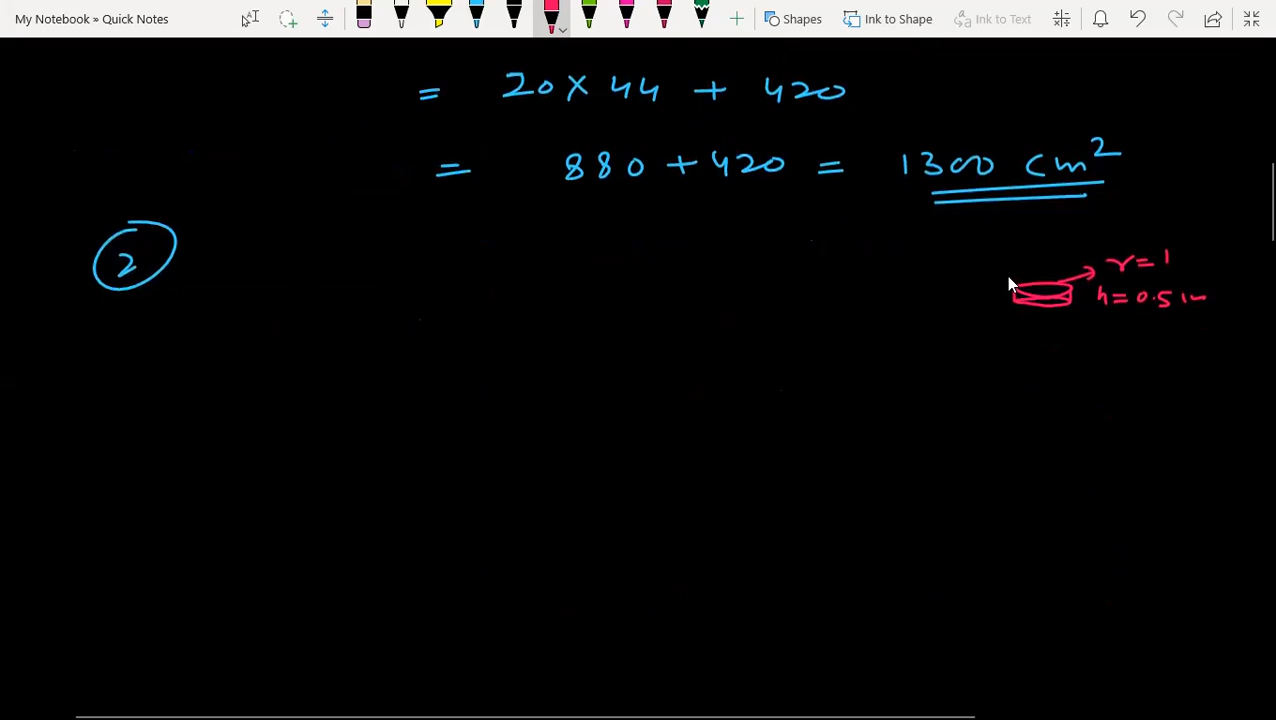 My Notebook » Quick Notes
Shapes
Ink to Shape
Ink to Text
= 20 × 44 + 420
= 880 + 420 = 1300 cm²
2
r = 1
h = 0.5